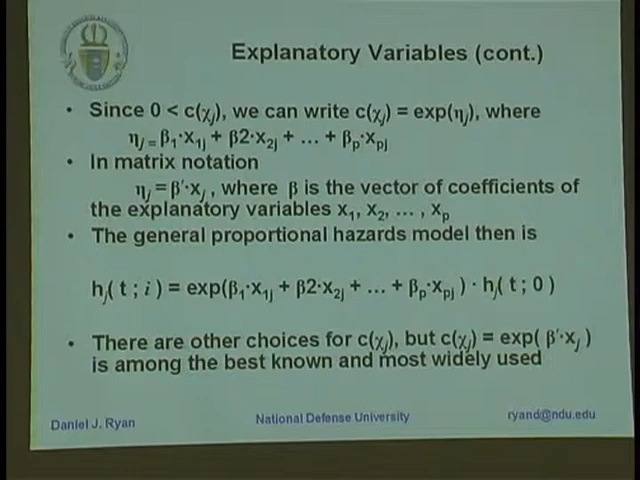 Explanatory Variables (cont.)
• Since 0 < c(χj), we can write c(χj) = exp(ηj), where
ηj = β1·x1j + β2·x2j + … + βp·xpj
• In matrix notation
ηj = β'·xj , where β is the vector of coefficients of
the explanatory variables x1, x2, … , xp
• The general proportional hazards model then is
hj( t ; i ) = exp(β1·x1j + β2·x2j + … + βp·xpj ) · hj( t ; 0 )
• There are other choices for c(χj), but c(χj) = exp( β'·xj )
is among the best known and most widely used
Daniel J. Ryan
National Defense University
ryand@ndu.edu